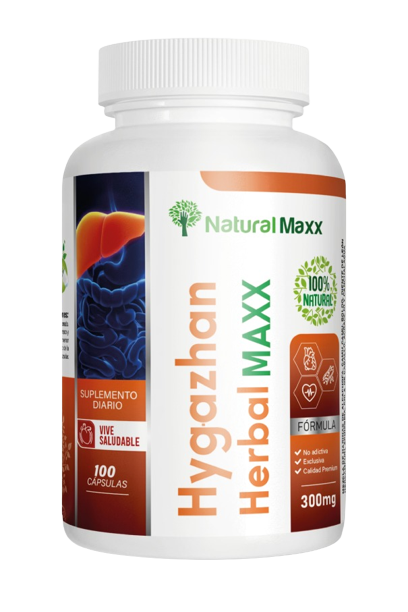 Natural Maxx
100%
NATURAL
Hygazhan
Herbal MAXX
SUPLEMENTO
DIARIO
VIVE
SALUDABLE
100
CÁPSULAS
FÓRMULA
No adictiva
Exclusiva
Calidad Premium
300mg